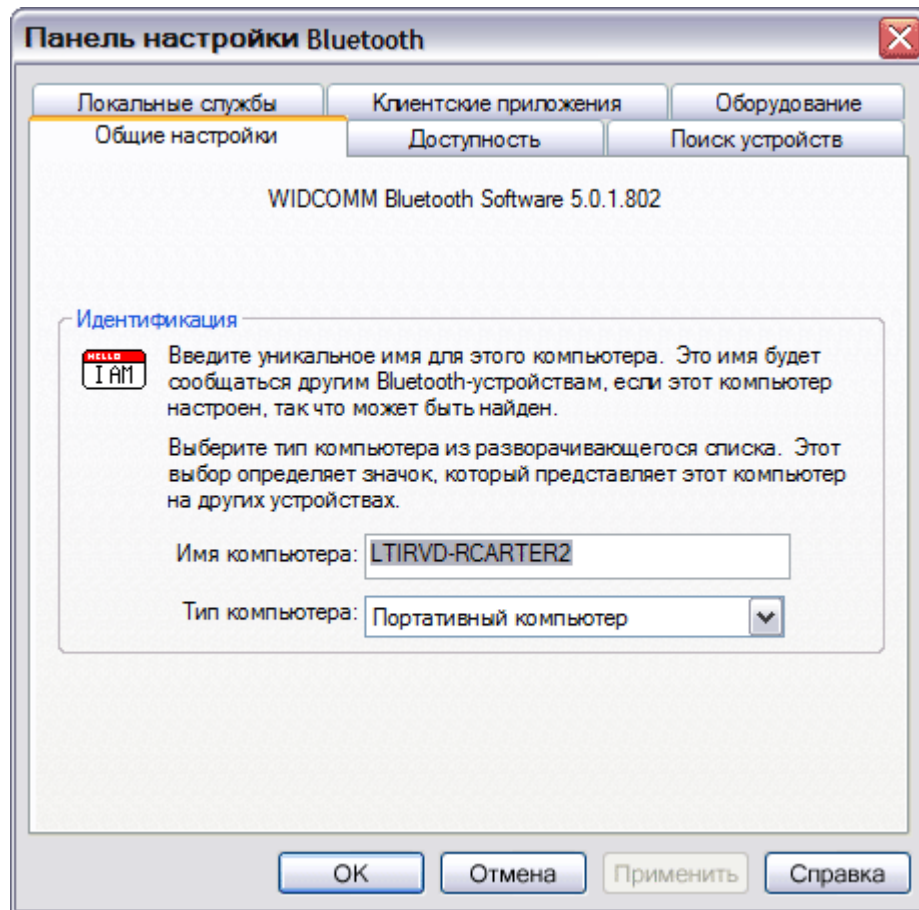 Панель настройки Bluetooth
Локальные службы Клиентские приложения Оборудование
Общие настройки Доступность Поиск устройств
WIDCOMM Bluetooth Software 5.0.1.802
Идентификация
HELLO
I AM
Введите уникальное имя для этого компьютера. Это имя будет
сообщаться другим Bluetooth-устройствам, если этот компьютер
настроен, так что может быть найден.
Выберите тип компьютера из разворачивающегося списка. Этот
выбор определяет значок, который представляет этот компьютер
на других устройствах.
Имя компьютера: LTIRVD-RCARTER2
Тип компьютера: Портативный компьютер
OK Отмена Применить Справка